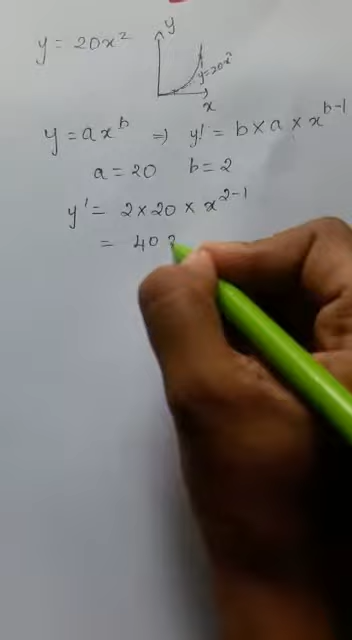 y = 20x²
y
y=20x²
x
y = ax^b ⇒ y' = b × a × x^(b-1)
a = 20 b = 2
y' = 2 × 20 × x^(2-1)
= 40